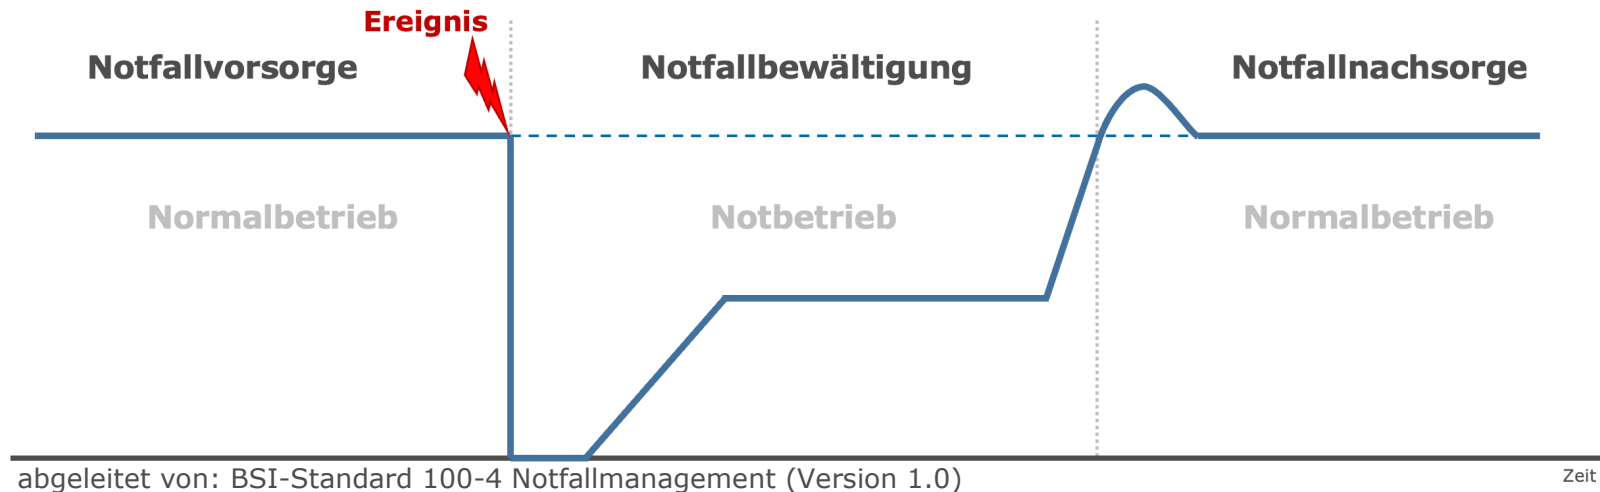 Ereignis
Notfallvorsorge
Notfallbewältigung
Notfallnachsorge
Normalbetrieb
Notbetrieb
Normalbetrieb
abgeleitet von: BSI-Standard 100-4 Notfallmanagement (Version 1.0)
Zeit